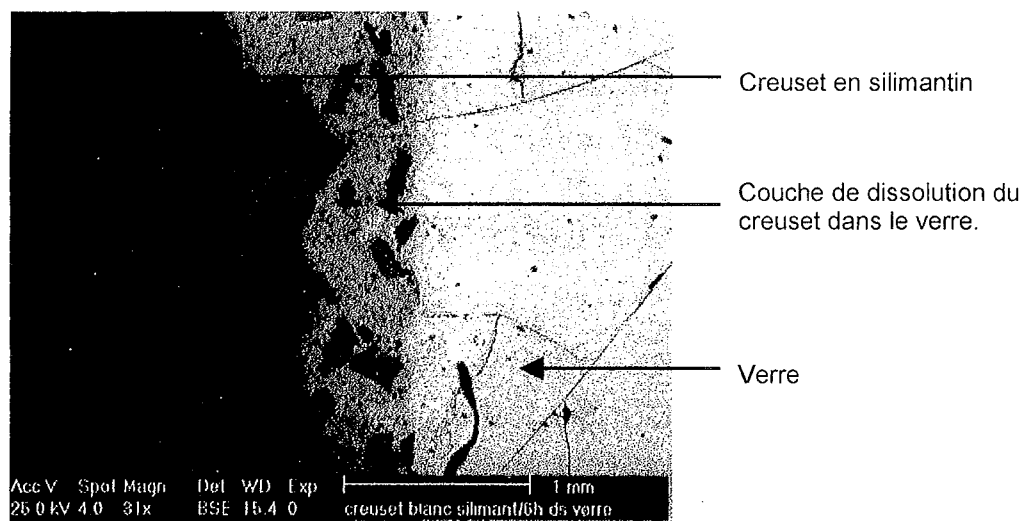 Creuset en silimantin
Couche de dissolution du
creuset dans le verre.
Verre
Acc V Spot Magn Det WD Exp 1 mm
25.0 kV 4.0 31x BSE 15.4 0 creuset blanc silimant/6h ds verre